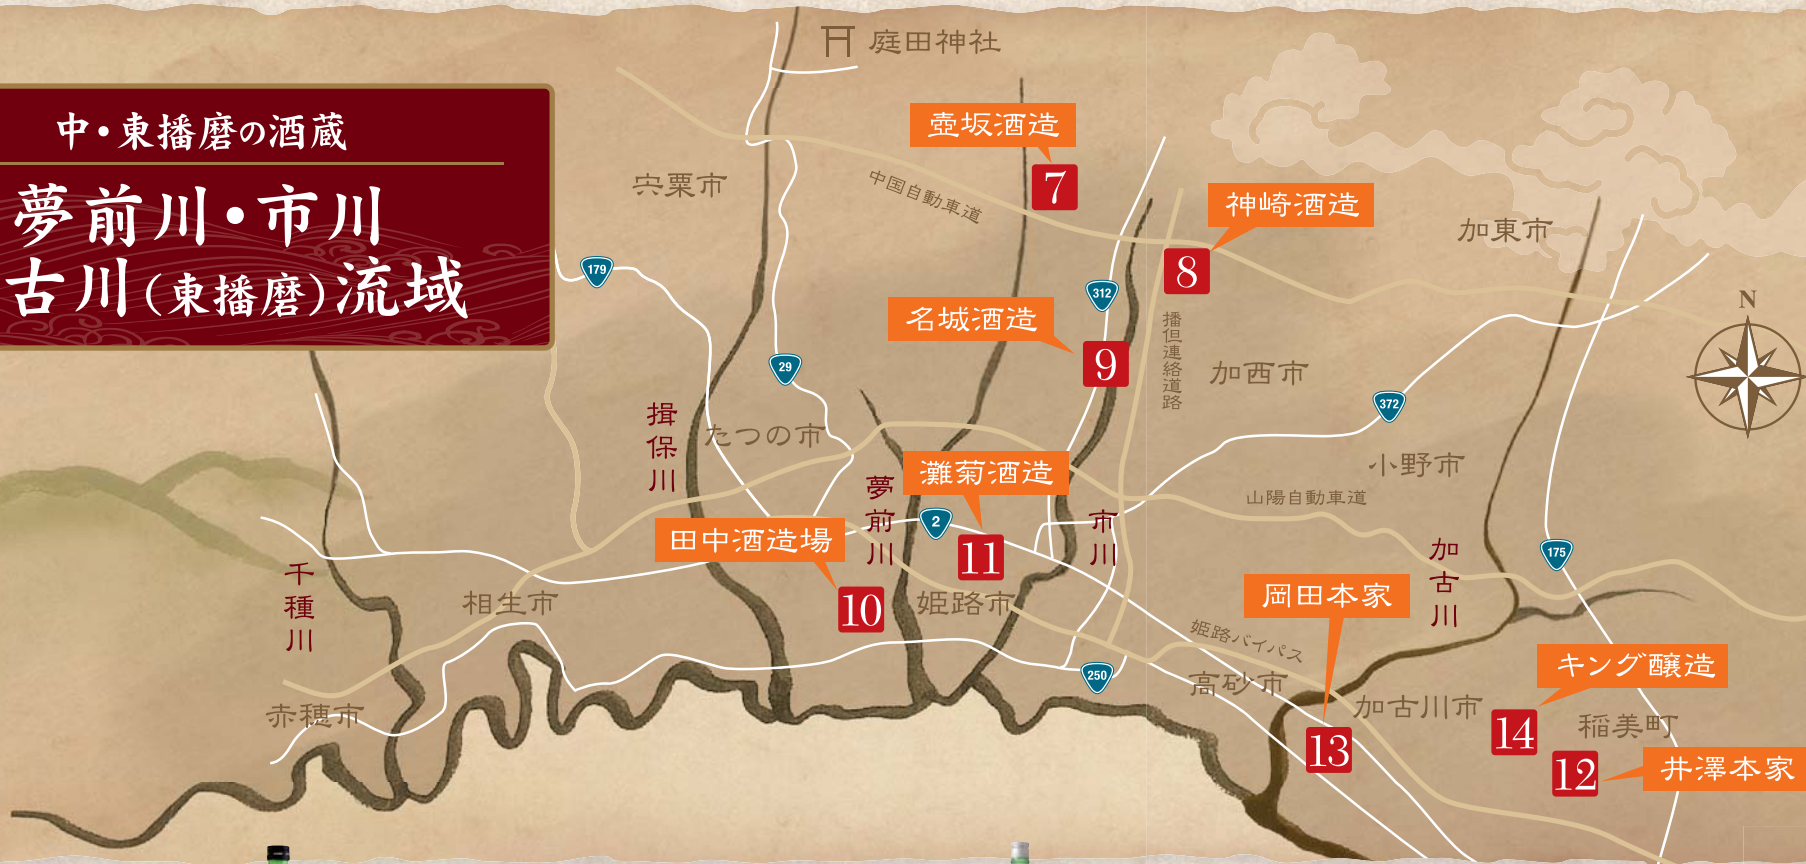 庭田神社
中・東播磨の酒蔵
夢前川・市川
古川（東播磨）流域
壺坂酒造
7
宍粟市
中国自動車道
神崎酒造
8
加東市
179
312
N
名城酒造
9
播但連絡道路
加西市
29
372
揖保川
たつの市
小野市
灘菊酒造
11
夢前川
2
市川
山陽自動車道
田中酒造場
10
加古川
175
千種川
相生市
姫路市
岡田本家
13
姫路バイパス
250
高砂市
キング醸造
14
加古川市
稲美町
赤穂市
井澤本家
12